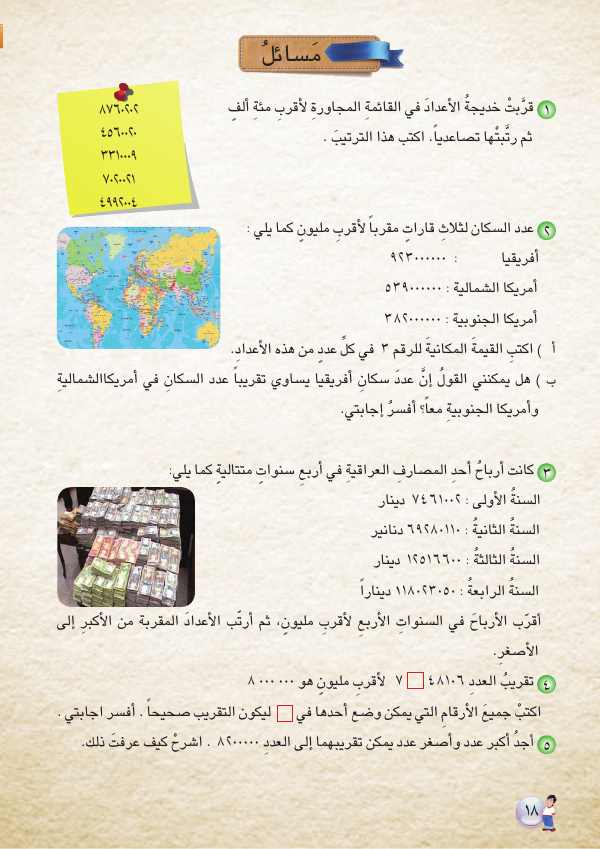 مَسائلُ
١ قرَّبتْ خديجةُ الأعدادَ في القائمةِ المجاورةِ لأقربِ مئةِ ألفٍ
ثم رتَّبتْها تصاعدياً. اكتب هذا الترتيبَ .
٨٧٦٠٢٠٢
٤٥٦٠٠٢٠
٣٣١٠٠٠٩
٧٠٢٠٠٢١
٤٩٩٢٠٠٤
٢ عدد السكان لثلاثِ قاراتٍ مقرباً لأقربِ مليونٍ كما يلي :
أفريقيا : ٩٢٣٠٠٠٠٠٠
أمريكا الشمالية : ٥٣٩٠٠٠٠٠٠
أمريكا الجنوبية : ٣٨٢٠٠٠٠٠٠
أ ) اكتبِ القيمةَ المكانيةَ للرقم ٣ في كلِّ عددٍ من هذه الأعدادِ.
ب ) هل يمكنني القولُ إنَّ عددَ سكانِ أفريقيا يساوي تقريباً عدد السكانِ في أمريكاالشماليةِ
وأمريكا الجنوبيةِ معاً؟ أفسرُ إجابتي.
٣ كانت أرباحُ أحدِ المصارفِ العراقيةِ في أربعِ سنواتٍ متتاليةٍ كما يلي:
السنةُ الأولى : ٧٤٦١٠٠٢ دينار
السنةُ الثانيةُ : ٦٩٢٨٠١١٠ دنانير
السنةُ الثالثةُ : ١٢٥١٦٦٠٠ دينار
السنةُ الرابعةُ : ١١٨٠٢٣٠٥٠ ديناراً
أقرّب الأرباحَ في السنواتِ الأربعِ لأقربِ مليونٍ، ثم أرتّب الأعدادَ المقربة من الأكبرِ إلى
الأصغرِ.
٤ تقريبُ العددِ ٤٨١٠٦ □ ٧ لأقربِ مليونٍ هو ٨٠٠٠٠٠٠
اكتبْ جميعَ الأرقامِ التي يمكن وضع أحدها في □ ليكون التقريب صحيحاً . أفسر اجابتي .
٥ أجدُ أكبر عدد وأصغر عدد يمكن تقريبهما إلى العددِ ٨٢٠٠٠٠٠ . اشرحْ كيف عرفتَ ذلك.
١٨